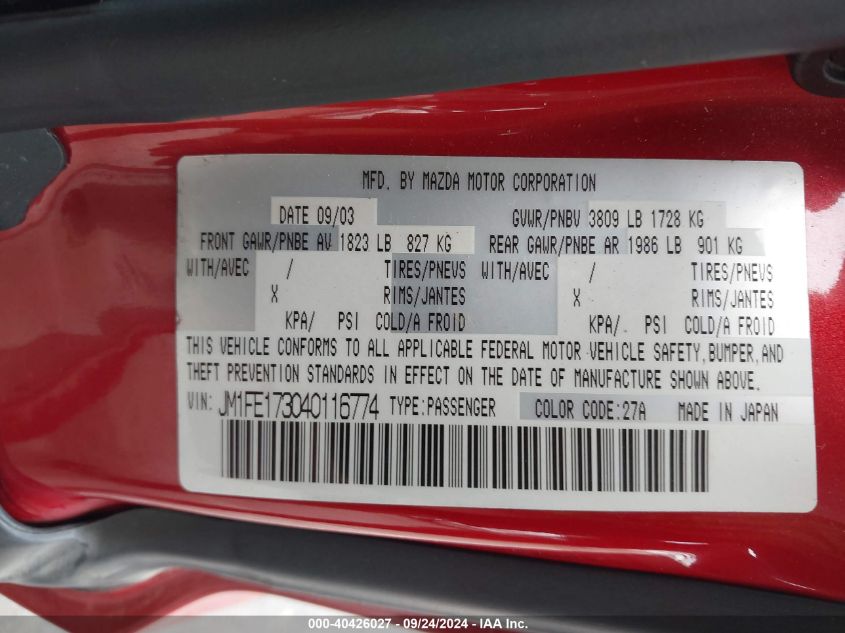 MFD. BY MAZDA MOTOR CORPORATION
DATE 09/03 GVWR/PNBV 3809 LB 1728 KG
FRONT GAWR/PNBE AV 1823 LB 827 KG REAR GAWR/PNBE AR 1986 LB 901 KG
WITH/AVEC / TIRES/PNEVS WITH/AVEC / TIRES/PNEVS
X RIMS/JANTES X RIMS/JANTES
KPA/ PSI COLD/A FROID KPA/ PSI COLD/A FROID
THIS VEHICLE CONFORMS TO ALL APPLICABLE FEDERAL MOTOR VEHICLE SAFETY, BUMPER, AND
THEFT PREVENTION STANDARDS IN EFFECT ON THE DATE OF MANUFACTURE SHOWN ABOVE.
VIN: JM1FE173040116774 TYPE:PASSENGER COLOR CODE:27A MADE IN JAPAN
000-40426027 - 09/24/2024 - IAA Inc.